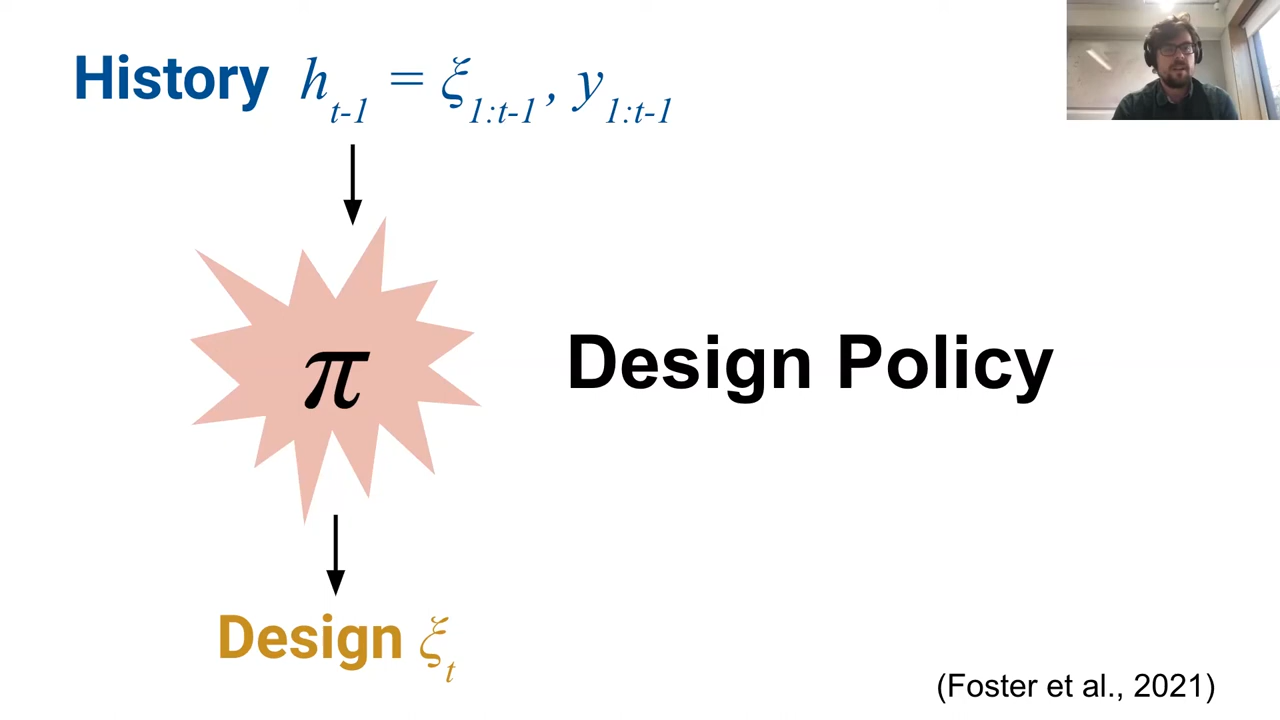 History h_{t-1} = ξ_{1:t-1}, y_{1:t-1}
π
Design Policy
Design ξ_t
(Foster et al., 2021)